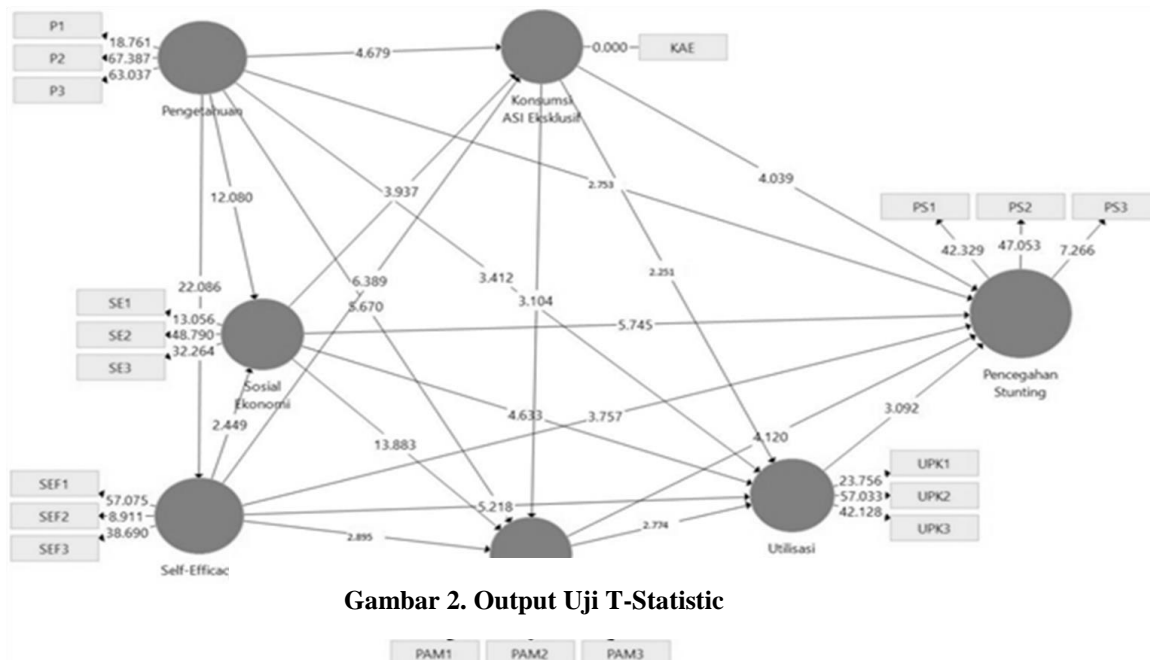 P1
P2
P3
18.761
67.387
63.037
Pengetahuan
4.679
0.000
KAE
Konsumsi
ASI Eksklusif
12.080
3.937
2.753
4.039
PS1
PS2
PS3
42.329
47.053
7.266
22.086
6.389
5.670
3.412
3.104
2.251
SE1
SE2
SE3
13.056
48.790
32.264
Sosial
Ekonomi
5.745
Pencegahan
Stunting
2.449
13.883
4.633
3.757
3.092
4.120
SEF1
SEF2
SEF3
57.075
8.911
38.690
Self-Efficac
5.218
2.895
2.774
23.756
57.033
42.128
UPK1
UPK2
UPK3
Utilisasi
Gambar 2. Output Uji T-Statistic
PAM1
PAM2
PAM3